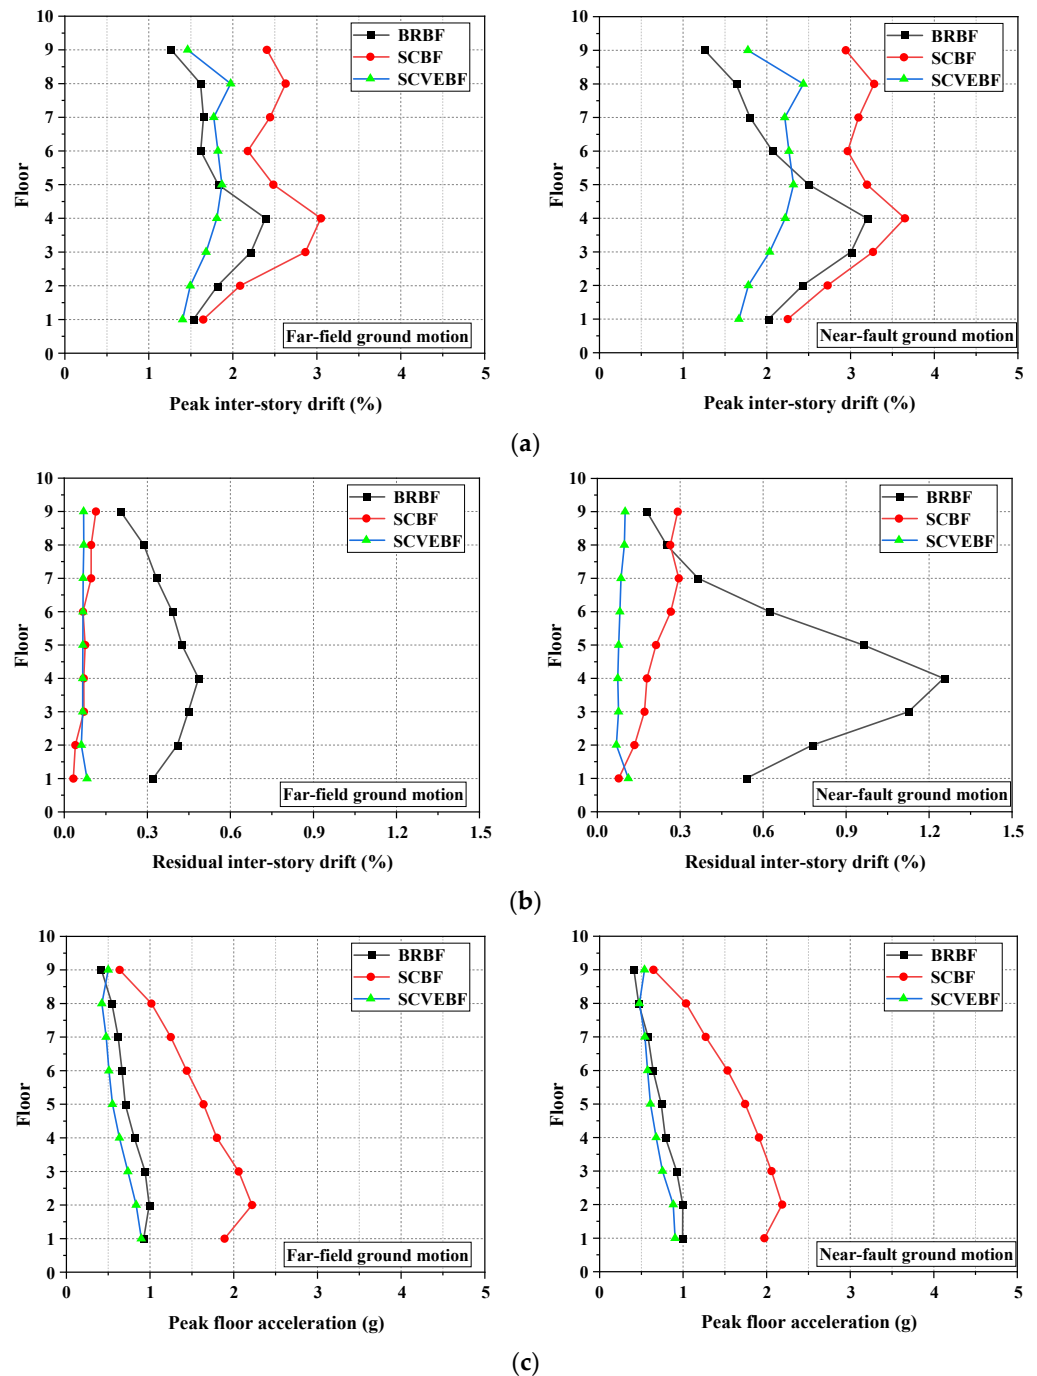 10
9
8
7
6
5
4
3
2
1
0
Floor
BRBF
SCBF
SCVEBF
Far-field ground motion
0 1 2 3 4 5
Peak inter-story drift (%)
10
9
8
7
6
5
4
3
2
1
0
Floor
BRBF
SCBF
SCVEBF
Near-fault ground motion
0 1 2 3 4 5
Peak inter-story drift (%)
(a)
10
9
8
7
6
5
4
3
2
1
0
Floor
BRBF
SCBF
SCVEBF
Far-field ground motion
0.0 0.3 0.6 0.9 1.2 1.5
Residual inter-story drift (%)
10
9
8
7
6
5
4
3
2
1
0
Floor
BRBF
SCBF
SCVEBF
Near-fault ground motion
0.0 0.3 0.6 0.9 1.2 1.5
Residual inter-story drift (%)
(b)
10
9
8
7
6
5
4
3
2
1
0
Floor
BRBF
SCBF
SCVEBF
Far-field ground motion
0 1 2 3 4 5
Peak floor acceleration (g)
10
9
8
7
6
5
4
3
2
1
0
Floor
BRBF
SCBF
SCVEBF
Near-fault ground motion
0 1 2 3 4 5
Peak floor acceleration (g)
(c)